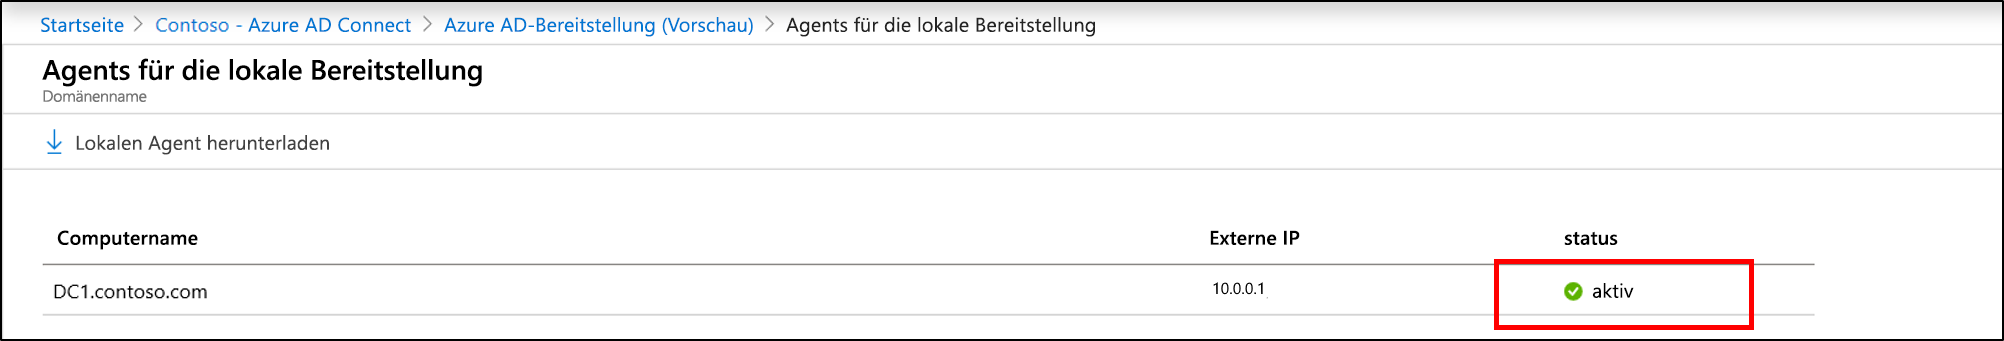 Startseite > Contoso - Azure AD Connect > Azure AD-Bereitstellung (Vorschau) > Agents für die lokale Bereitstellung
Agents für die lokale Bereitstellung
Domänenname
Lokalen Agent herunterladen
Computername Externe IP status
DC1.contoso.com 10.0.0.1 aktiv